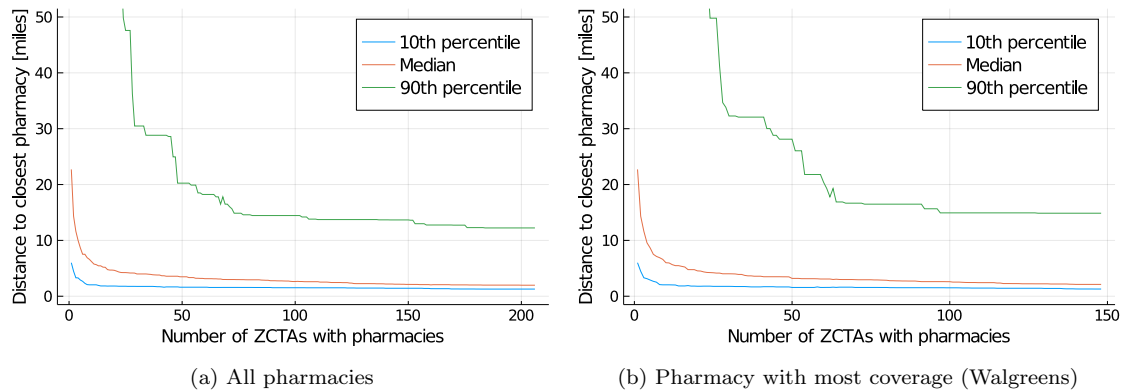 Distance to closest pharmacy [miles]
50
40
30
20
10
0
10th percentile
Median
90th percentile
0
50
100
150
200
Number of ZCTAs with pharmacies
(a) All pharmacies
Distance to closest pharmacy [miles]
50
40
30
20
10
0
10th percentile
Median
90th percentile
0
50
100
150
Number of ZCTAs with pharmacies
(b) Pharmacy with most coverage (Walgreens)